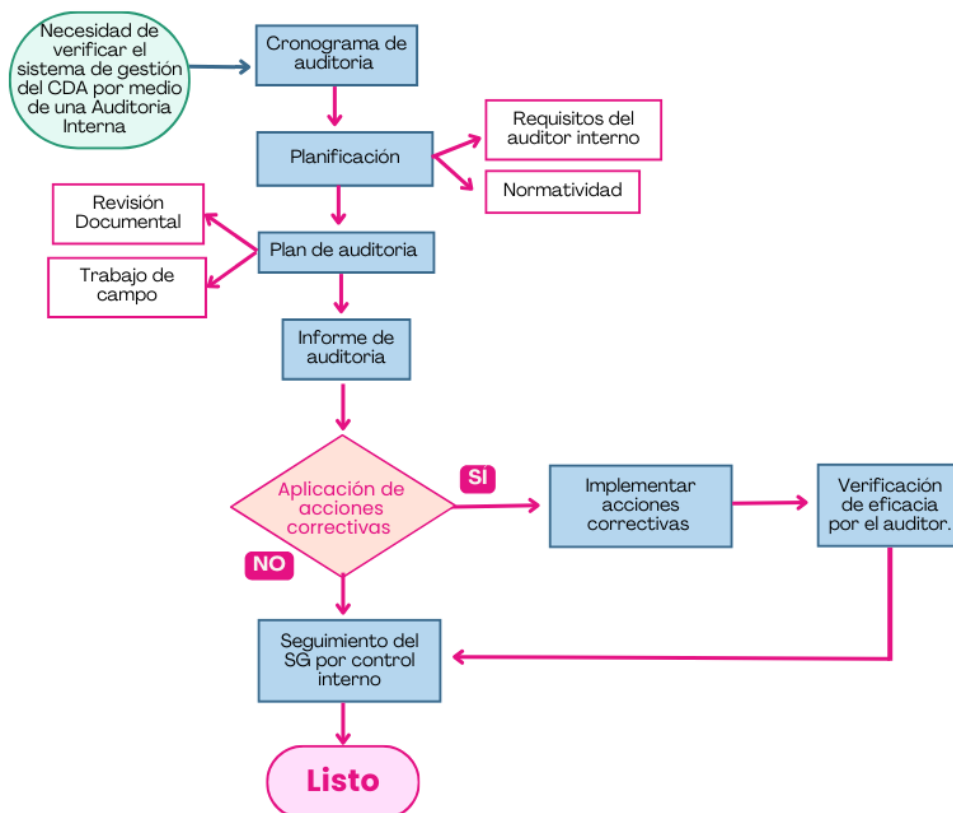 Necesidad de
verificar el
sistema de gestión
del CDA por medio
de una Auditoria
Interna
Cronograma de
auditoria
Planificación
Requisitos del
auditor interno
Normatividad
Revisión
Documental
Plan de auditoria
Trabajo de
campo
Informe de
auditoria
Aplicación de
acciones
correctivas
SÍ
Implementar
acciones
correctivas
Verificación
de eficacia
por el auditor.
NO
Seguimiento del
SG por control
interno
Listo